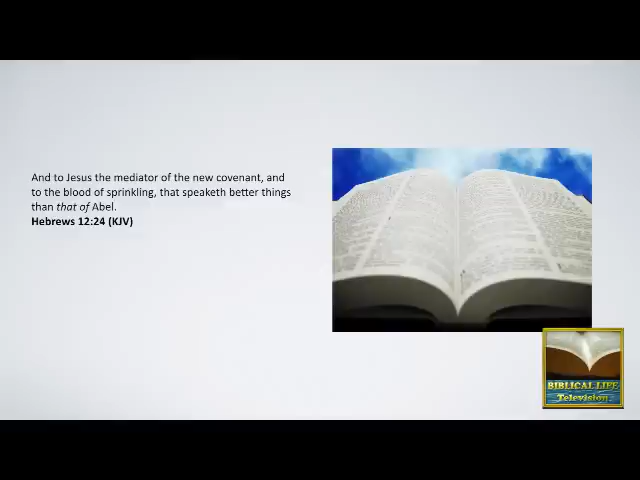 And to Jesus the mediator of the new covenant, and
to the blood of sprinkling, that speaketh better things
than that of Abel.
Hebrews 12:24 (KJV)
BIBLICAL LIFE
Television